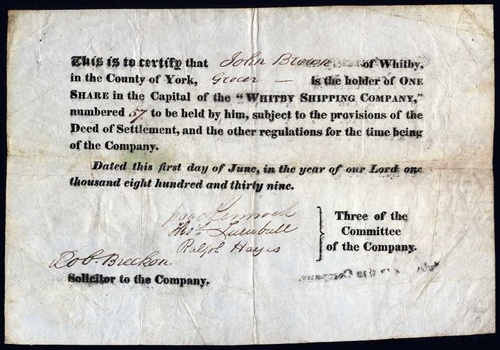 This is to certify that John Brown of Whitby,
in the County of York, Grocer — is the holder of ONE
SHARE in the Capital of the "WHITBY SHIPPING COMPANY,"
numbered 57 to be held by him, subject to the provisions of the
Deed of Settlement, and the other regulations for the time being
of the Company.
Dated this first day of June, in the year of our Lord one
thousand eight hundred and thirty nine.
Thos. Turnbull
Ralph Hayes
Three of the
Committee
of the Company.
Rob. Breckon
Solicitor to the Company.